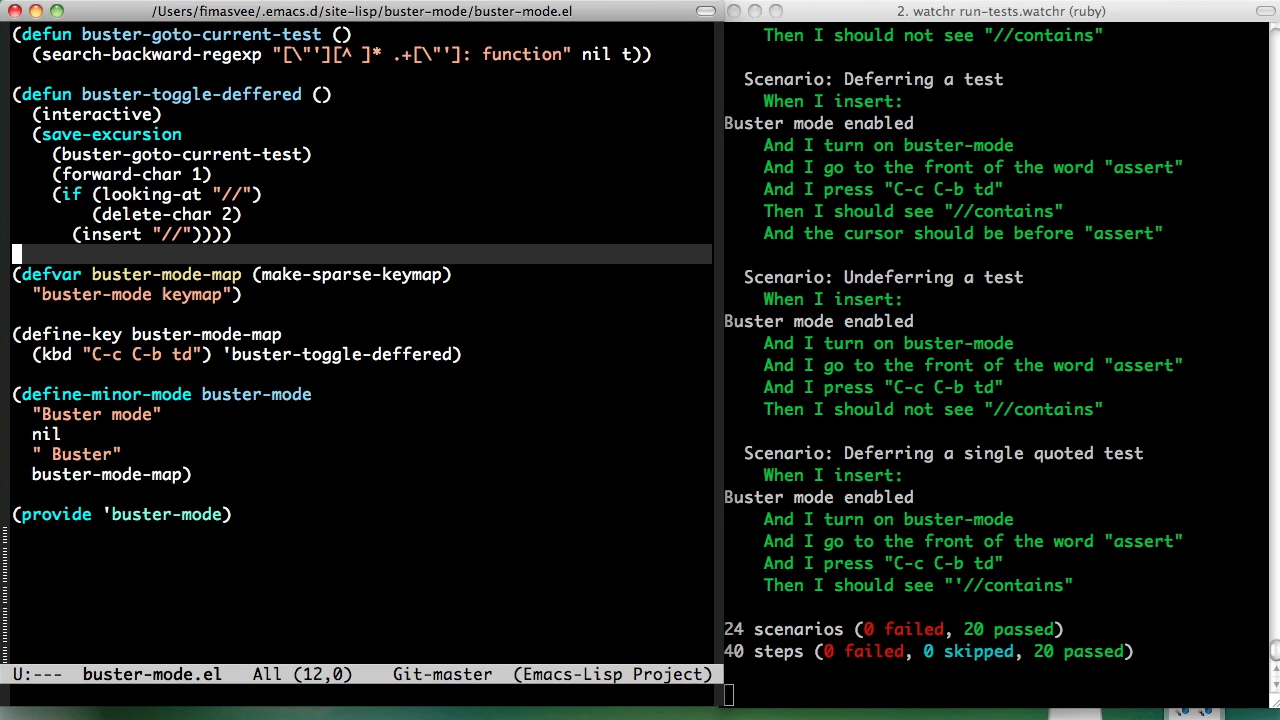 /Users/fimasvee/.emacs.d/site-lisp/buster-mode/buster-mode.el
(defun buster-goto-current-test ()
  (search-backward-regexp "[\"'][^ ]* .+[\"']: function" nil t))

(defun buster-toggle-deffered ()
  (interactive)
  (save-excursion
    (buster-goto-current-test)
    (forward-char 1)
    (if (looking-at "//")
        (delete-char 2)
      (insert "//"))))

(defvar buster-mode-map (make-sparse-keymap)
  "buster-mode keymap")

(define-key buster-mode-map
  (kbd "C-c C-b td") 'buster-toggle-deffered)

(define-minor-mode buster-mode
  "Buster mode"
  nil
  " Buster"
  buster-mode-map)

(provide 'buster-mode)
U:--- buster-mode.el All (12,0) Git-master (Emacs-Lisp Project)
2. watchr run-tests.watchr (ruby)
    Then I should not see "//contains"

  Scenario: Deferring a test
    When I insert:
Buster mode enabled
    And I turn on buster-mode
    And I go to the front of the word "assert"
    And I press "C-c C-b td"
    Then I should see "//contains"
    And the cursor should be before "assert"

  Scenario: Undeferring a test
    When I insert:
Buster mode enabled
    And I turn on buster-mode
    And I go to the front of the word "assert"
    And I press "C-c C-b td"
    Then I should not see "//contains"

  Scenario: Deferring a single quoted test
    When I insert:
Buster mode enabled
    And I turn on buster-mode
    And I go to the front of the word "assert"
    And I press "C-c C-b td"
    Then I should see "'//contains"

24 scenarios (0 failed, 20 passed)
40 steps (0 failed, 0 skipped, 20 passed)